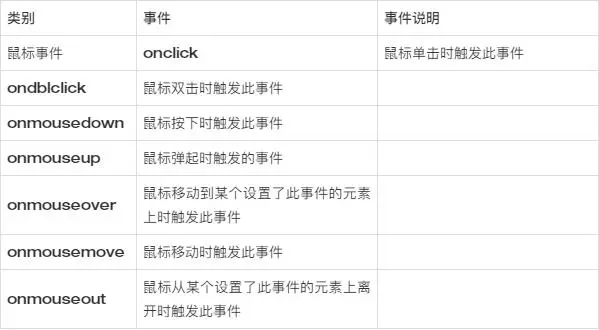 类别 事件 事件说明
鼠标事件 onclick 鼠标单击时触发此事件
ondblclick 鼠标双击时触发此事件
onmousedown 鼠标按下时触发此事件
onmouseup 鼠标弹起时触发的事件
onmouseover 鼠标移动到某个设置了此事件的元素
上时触发此事件
onmousemove 鼠标移动时触发此事件
onmouseout 鼠标从某个设置了此事件的元素上离
开时触发此事件